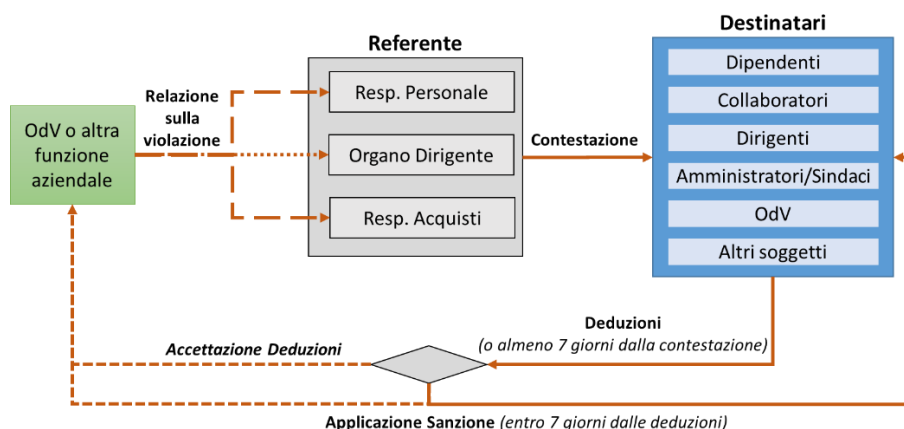 Destinatari
Referente
Dipendenti
Resp. Personale
Collaboratori
Relazione
sulla
violazione
OdV o altra
funzione
aziendale
Organo Dirigente
Contestazione
Dirigenti
Amministratori/Sindaci
Resp. Acquisti
OdV
Altri soggetti
Deduzioni
(o almeno 7 giorni dalla contestazione)
Accettazione Deduzioni
Applicazione Sanzione (entro 7 giorni dalle deduzioni)